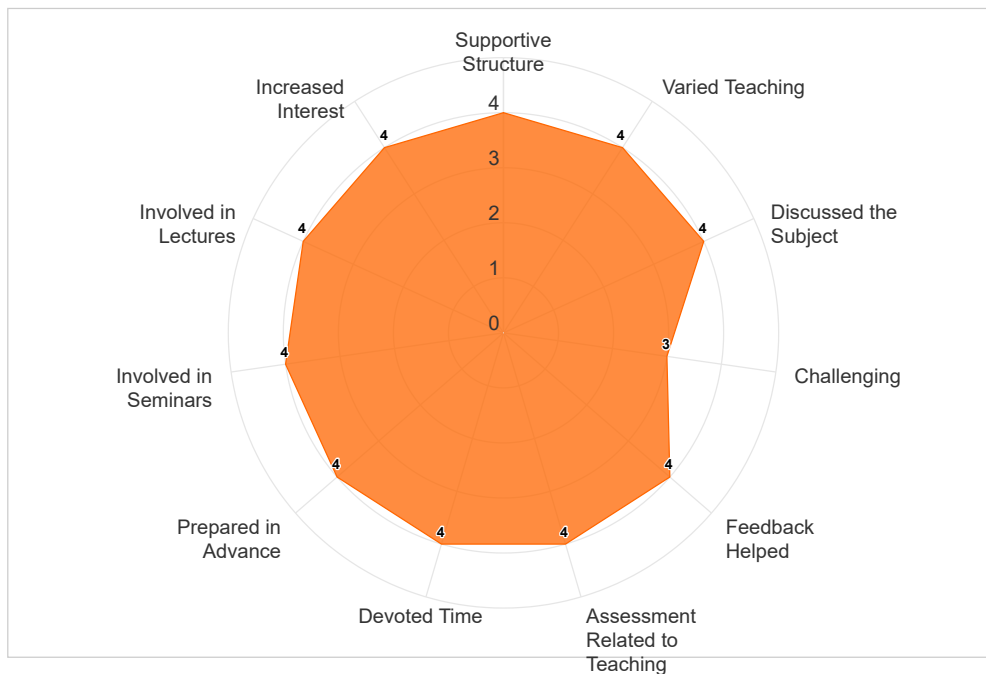 Supportive
Structure
Increased
Interest
Varied Teaching
4
4
4
3
Involved in
Lectures
Discussed the
Subject
4
4
2
1
0
4
3
Involved in
Seminars
Challenging
4
4
Prepared in
Advance
Feedback
Helped
4
4
Devoted Time
Assessment
Related to
Teaching